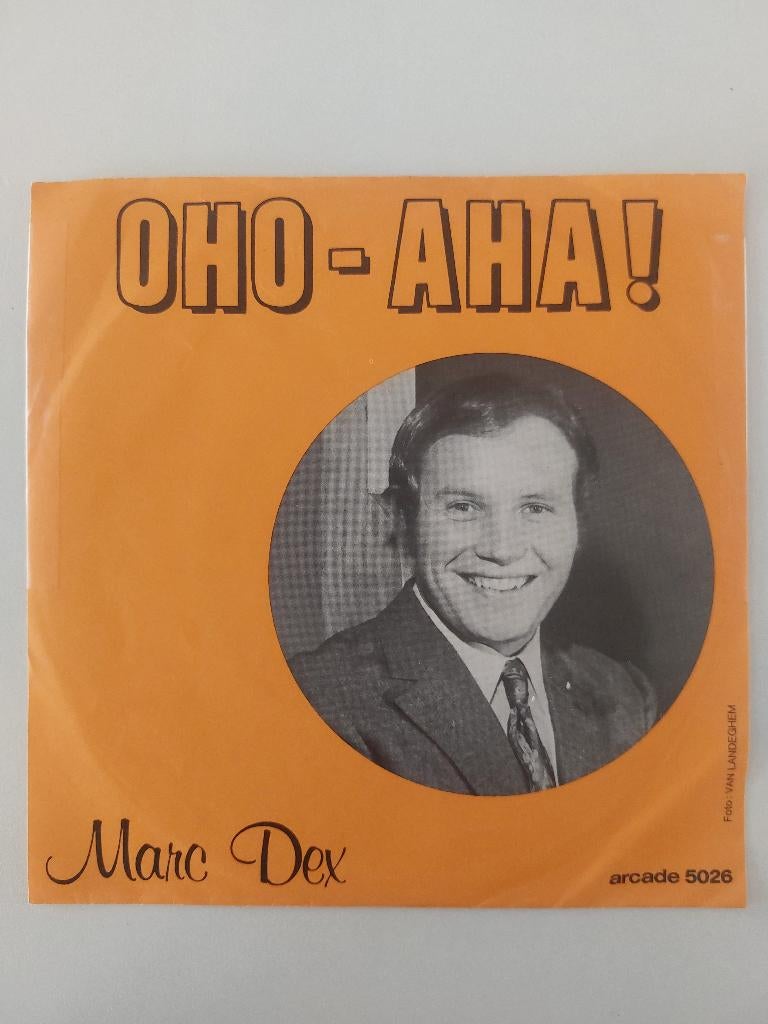 OHO-AHA!
Foto: VAN LANDEGHEM
Marc Dex
arcade 5026